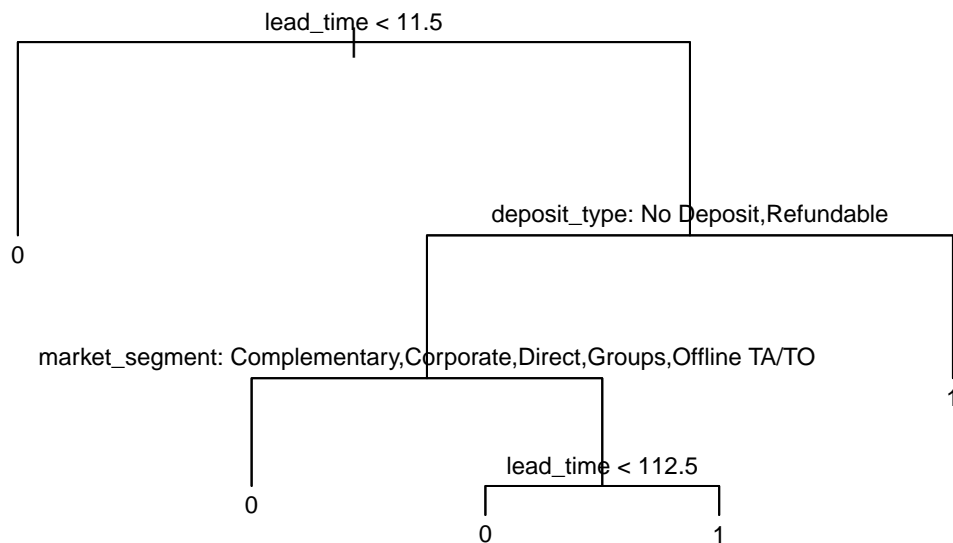 lead_time < 11.5
deposit_type: No Deposit,Refundable
0
market_segment: Complementary,Corporate,Direct,Groups,Offline TA/TO
1
lead_time < 112.5
0
0
1